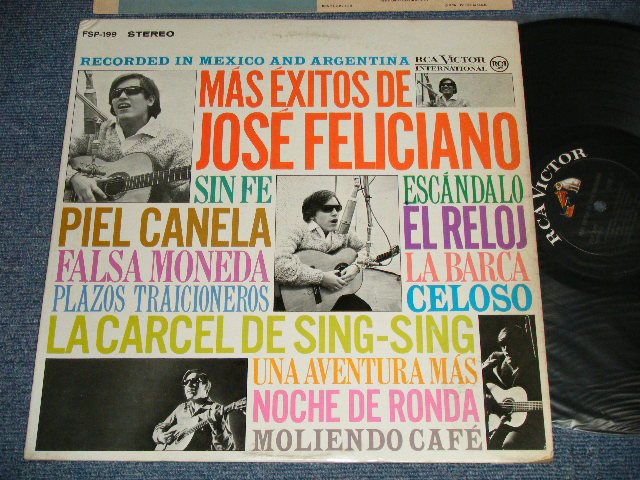 FSP-199 STEREO
RECORDED IN MEXICO AND ARGENTINA
RCA VICTOR
INTERNATIONAL
RCA
MÁS ÉXITOS DE
JOSÉ FELICIANO
SIN FE
ESCÁNDALO
PIEL CANELA
EL RELOJ
FALSA MONEDA
LA BARCA
PLAZOS TRAICIONEROS
CELOSO
LA CARCEL DE SING-SING
UNA AVENTURA MÁS
NOCHE DE RONDA
MOLIENDO CAFÉ
RCA VICTOR